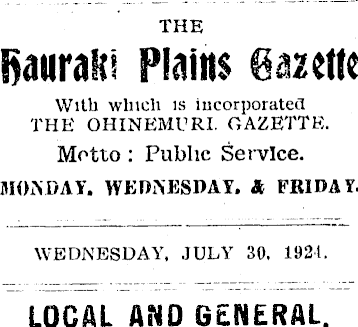 THE
Hauraki Plains Gazette
With which is incorporated
THE OHINEMURI GAZETTE.
Motto: Public Service.
MONDAY, WEDNESDAY, & FRIDAY.
WEDNESDAY, JULY 30, 1924.
LOCAL AND GENERAL.